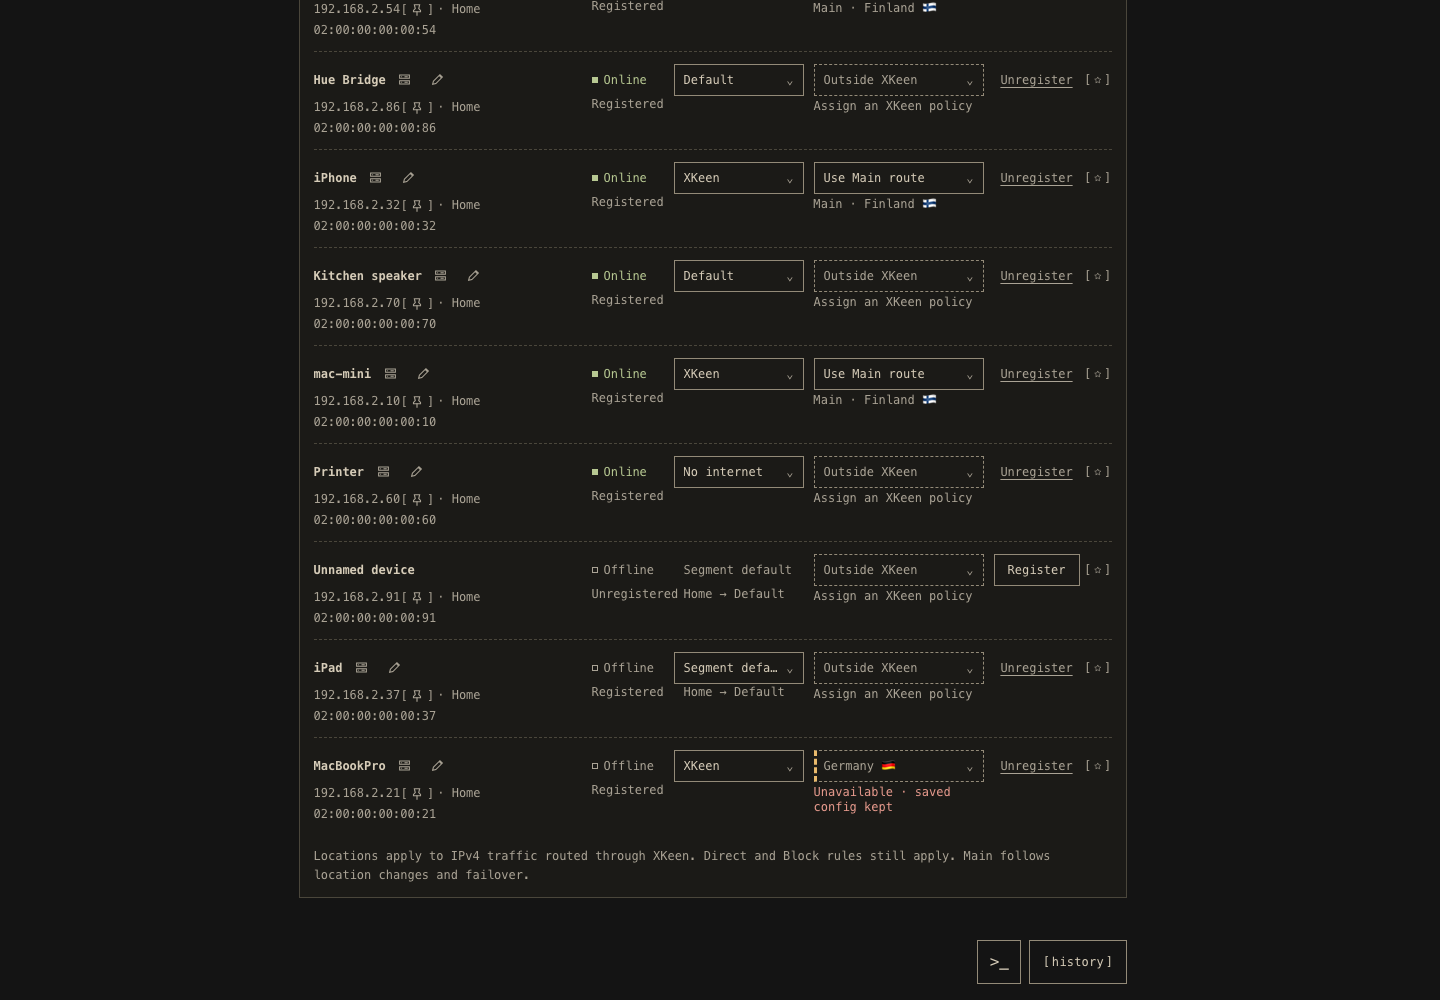 192.168.2.54[ ] · Home Registered Main · Finland 🇫🇮
02:00:00:00:00:54
Hue Bridge Online Default Outside XKeen Unregister [☆]
192.168.2.86[ ] · Home Registered Assign an XKeen policy
02:00:00:00:00:86
iPhone Online XKeen Use Main route Unregister [☆]
192.168.2.32[ ] · Home Registered Main · Finland 🇫🇮
02:00:00:00:00:32
Kitchen speaker Online Default Outside XKeen Unregister [☆]
192.168.2.70[ ] · Home Registered Assign an XKeen policy
02:00:00:00:00:70
mac-mini Online XKeen Use Main route Unregister [☆]
192.168.2.10[ ] · Home Registered Main · Finland 🇫🇮
02:00:00:00:00:10
Printer Online No internet Outside XKeen Unregister [☆]
192.168.2.60[ ] · Home Registered Assign an XKeen policy
02:00:00:00:00:60
Unnamed device Offline Segment default Outside XKeen Register [☆]
192.168.2.91[ ] · Home Unregistered Home → Default Assign an XKeen policy
02:00:00:00:00:91
iPad Offline Segment defa… Outside XKeen Unregister [☆]
192.168.2.37[ ] · Home Registered Home → Default Assign an XKeen policy
02:00:00:00:00:37
MacBookPro Offline XKeen Germany 🇩🇪 Unregister [☆]
192.168.2.21[ ] · Home Registered Unavailable · saved
02:00:00:00:00:21 config kept
Locations apply to IPv4 traffic routed through XKeen. Direct and Block rules still apply. Main follows
location changes and failover.
>_ [history]